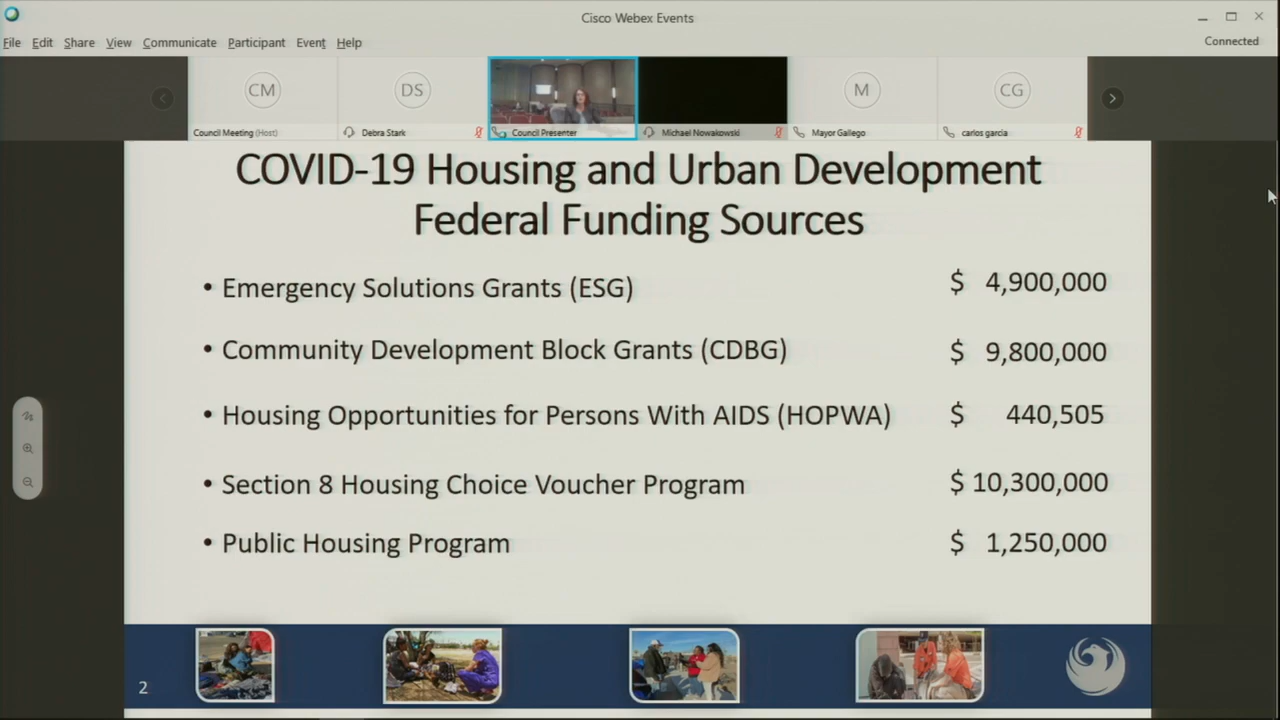 Cisco Webex Events
File Edit Share View Communicate Participant Event Help
Connected
CM DS M CG
Council Meeting (Host) Debra Stark Council Presenter Michael Nowakowski Mayor Gallego carlos garcia
COVID-19 Housing and Urban Development
Federal Funding Sources
• Emergency Solutions Grants (ESG) $ 4,900,000
• Community Development Block Grants (CDBG) $ 9,800,000
• Housing Opportunities for Persons With AIDS (HOPWA) $ 440,505
• Section 8 Housing Choice Voucher Program $ 10,300,000
• Public Housing Program $ 1,250,000
2